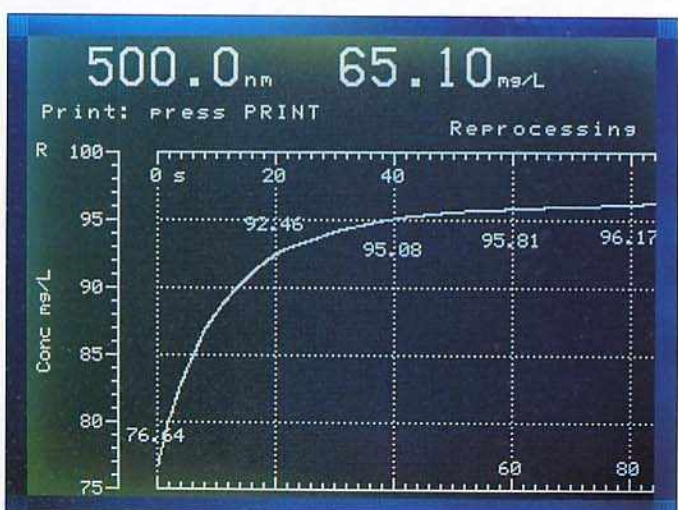 500.0nm 65.10mg/L
Print: press PRINT
Reprocessing
R 100
0 s 20 40
95
92.46
95.08 95.81 96.17
90
Conc mg/L
85
80
76.64
60 80
75